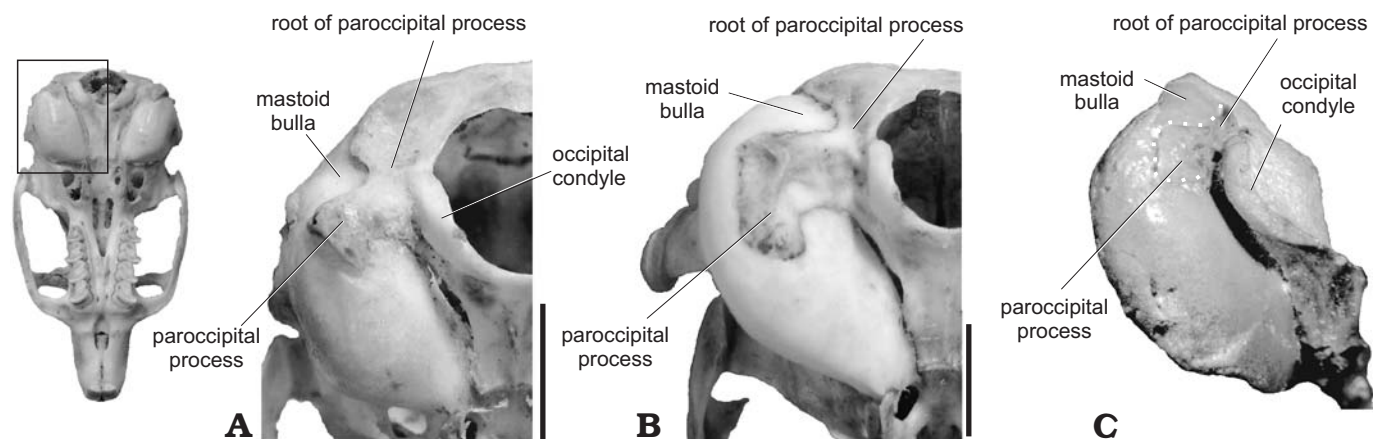 root of paroccipital process
mastoid
bulla
occipital
condyle
paroccipital
process
A
root of paroccipital process
mastoid
bulla
paroccipital
process
B
root of paroccipital process
mastoid
bulla
occipital
condyle
paroccipital
process
C